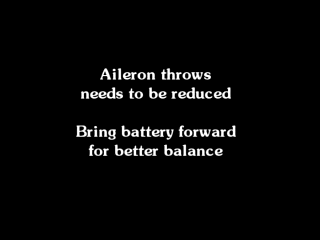 Aileron throws
needs to be reduced
Bring battery forward
for better balance